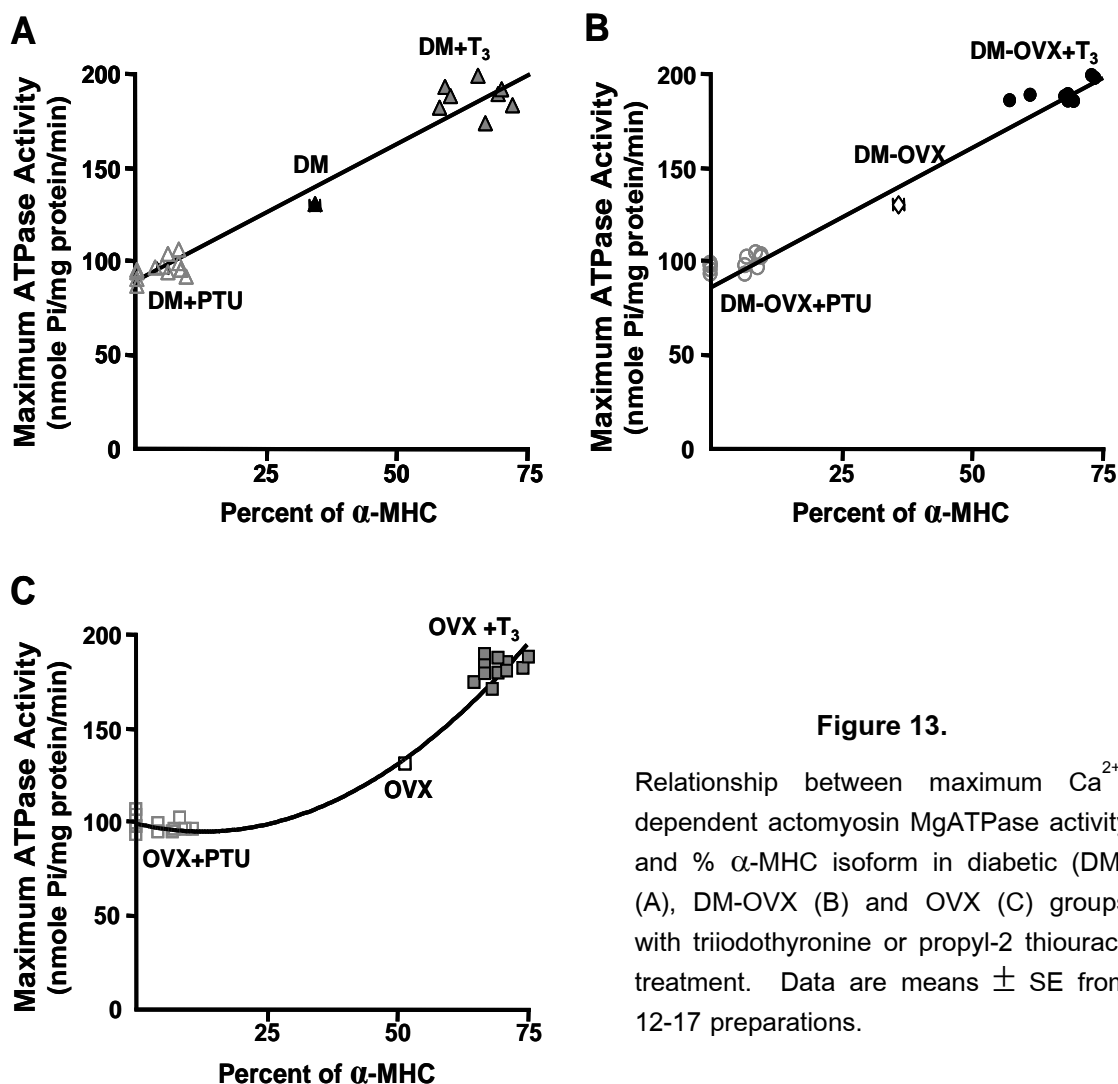 A
DM+T3
Maximum ATPase Activity
(nmole Pi/mg protein/min)
200
150
100
50
0
DM
DM+PTU
25
50
75
Percent of α-MHC
B
DM-OVX+T3
Maximum ATPase Activity
(nmole Pi/mg protein/min)
200
150
100
50
0
DM-OVX
DM-OVX+PTU
25
50
75
Percent of α-MHC
C
OVX +T3
Maximum ATPase Activity
(nmole Pi/mg protein/min)
200
150
100
50
0
OVX
OVX+PTU
25
50
75
Percent of α-MHC
Figure 13.
Relationship between maximum Ca2+
dependent actomyosin MgATPase activity
and % α-MHC isoform in diabetic (DM
(A), DM-OVX (B) and OVX (C) groups
with triiodothyronine or propyl-2 thiourac
treatment. Data are means ± SE from
12-17 preparations.